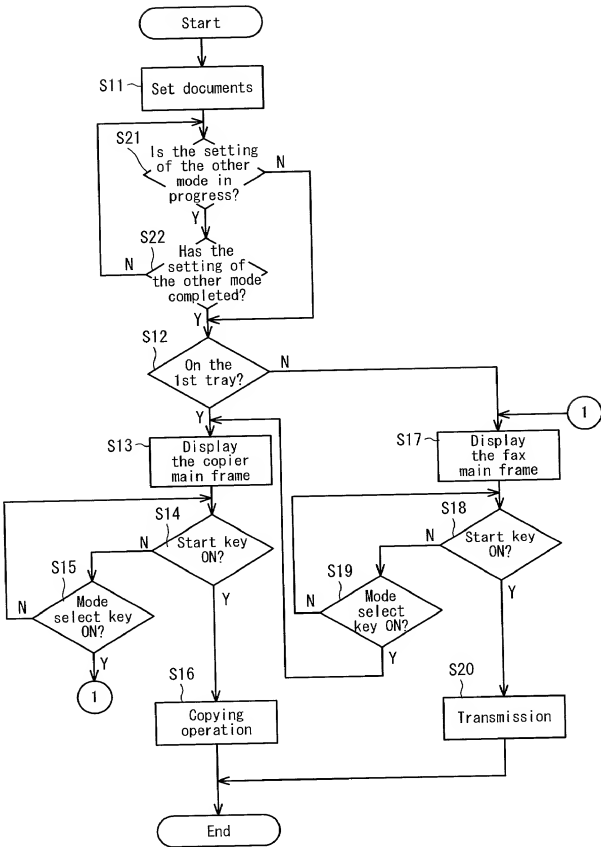 Start
S11
Set documents
S21
Is the setting
of the other
mode in
progress?
N
Y
S22
Has the
setting of
the other mode
completed?
N
Y
S12
On the
1st tray?
N
Y
1
S13
Display
the copier
main frame
S17
Display
the fax
main frame
S14
Start key
ON?
N
Y
S18
Start key
ON?
N
Y
S15
Mode
select key
ON?
N
Y
1
S19
Mode
select
key ON?
N
Y
S16
Copying
operation
S20
Transmission
End